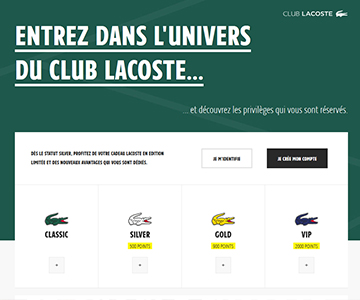 CLUB LACOSTE
ENTREZ DANS L'UNIVERS
DU CLUB LACOSTE...
... et découvrez les privilèges qui vous sont réservés.
DÈS LE STATUT SILVER, PROFITEZ DE VOTRE CADEAU LACOSTE EN EDITION
LIMITÉE ET DES NOUVEAUX AVANTAGES QUI VOUS SONT DÉDIÉS.
JE M'IDENTIFIE
JE CRÉE MON COMPTE
CLASSIC
SILVER
GOLD
VIP
500 POINTS
800 POINTS
2000 POINTS